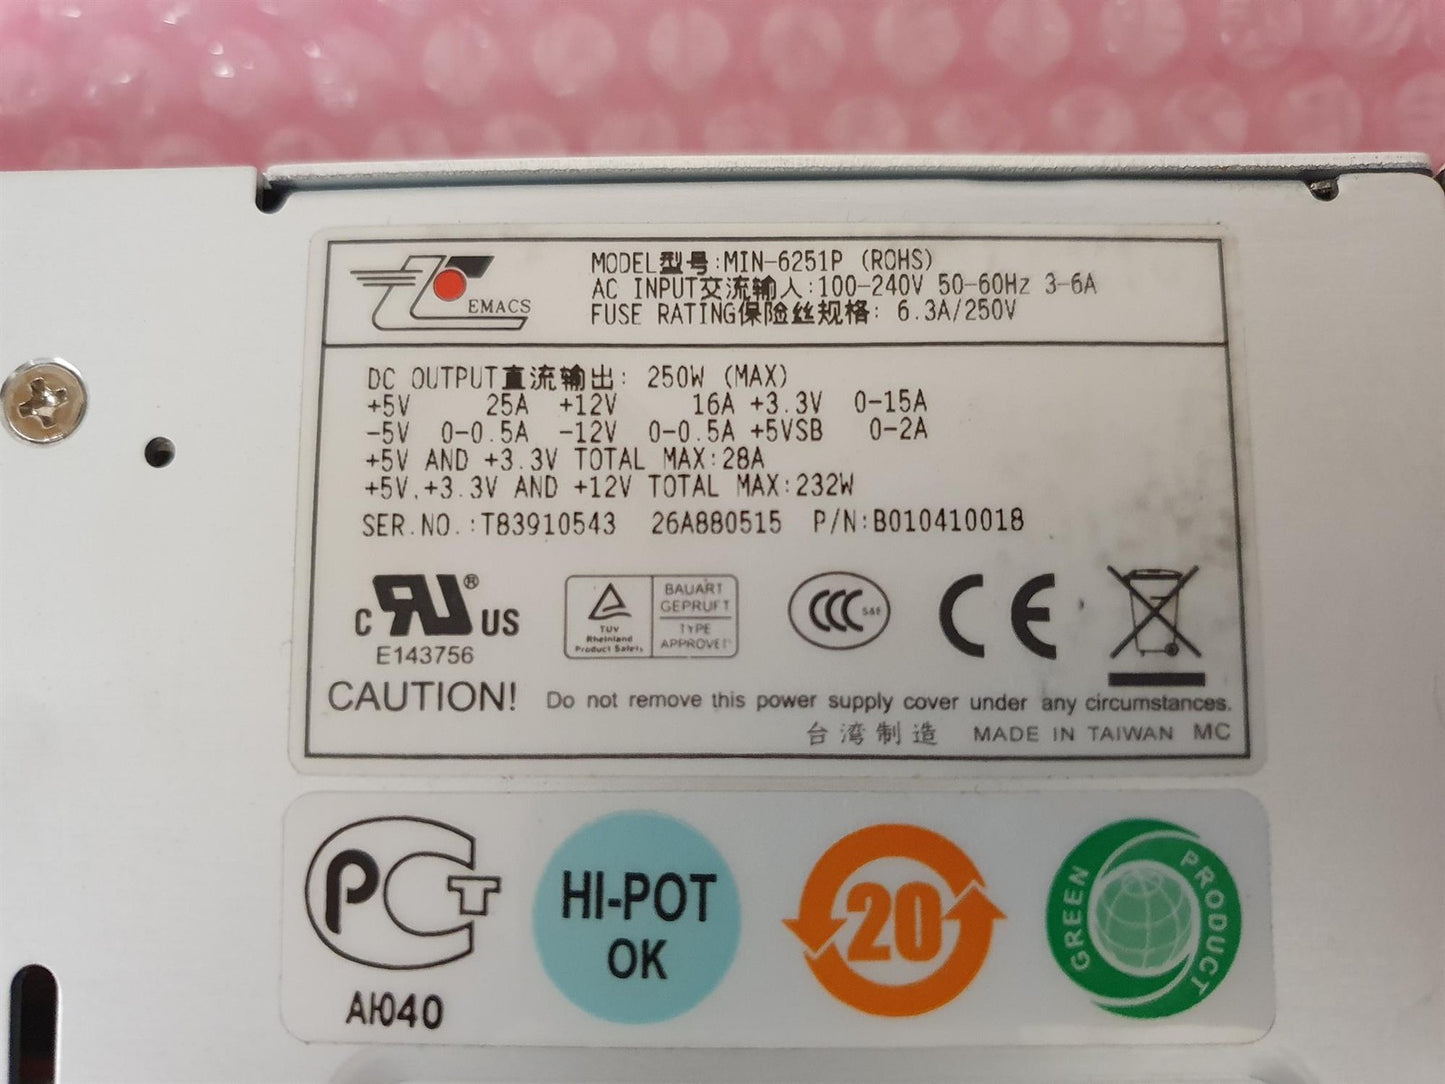 EMACS
MODEL型号:MIN-6251P (ROHS)
AC INPUT交流输入:100-240V 50-60Hz 3-6A
FUSE RATING保险丝规格: 6.3A/250V
DC OUTPUT直流输出: 250W (MAX)
+5V 25A +12V 16A +3.3V 0-15A
-5V 0-0.5A -12V 0-0.5A +5VSB 0-2A
+5V AND +3.3V TOTAL MAX:28A
+5V,+3.3V AND +12V TOTAL MAX:232W
SER.NO.:T83910543 26A880515 P/N:B010410018
C RU ® US
E143756
TUV
Rheinland
Product Safety
BAUART
GEPRUFT
TYPE
APPROVED
CCC S&E
CE
CAUTION! Do not remove this power supply cover under any circumstances.
台湾制造 MADE IN TAIWAN MC
PCT
АЮ40
HI-POT
OK
20
GREEN PRODUCT